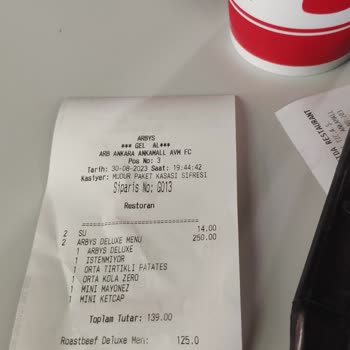 ARBYS
*** GEL AL***
ARB ANKARA ANKAMALL AVM FC
Pos No: 3
Tarih: 30-08-2023 Saat: 19:44:42
Kasiyer: MUDUR PAKET KASASI SIFRESI
Siparis No: G013
Restoran
2 SU 14.00
2 ARBYS DELUXE MENU 250.00
1 ARBYS DELUXE
1 ISTENMIYOR
1 ORTA TIRTIKLI PATATES
1 ORTA KOLA ZERO
1 MINI MAYONEZ
1 MINI KETCAP
Toplam Tutar: 139.00
Roastbeef Deluxe Men: 125.0
RESTAURANT